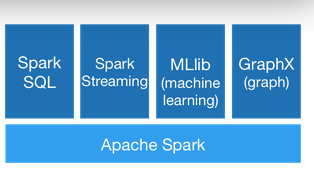 Spark
SQL
Spark
Streaming
MLlib
(machine
learning)
GraphX
(graph)
Apache Spark